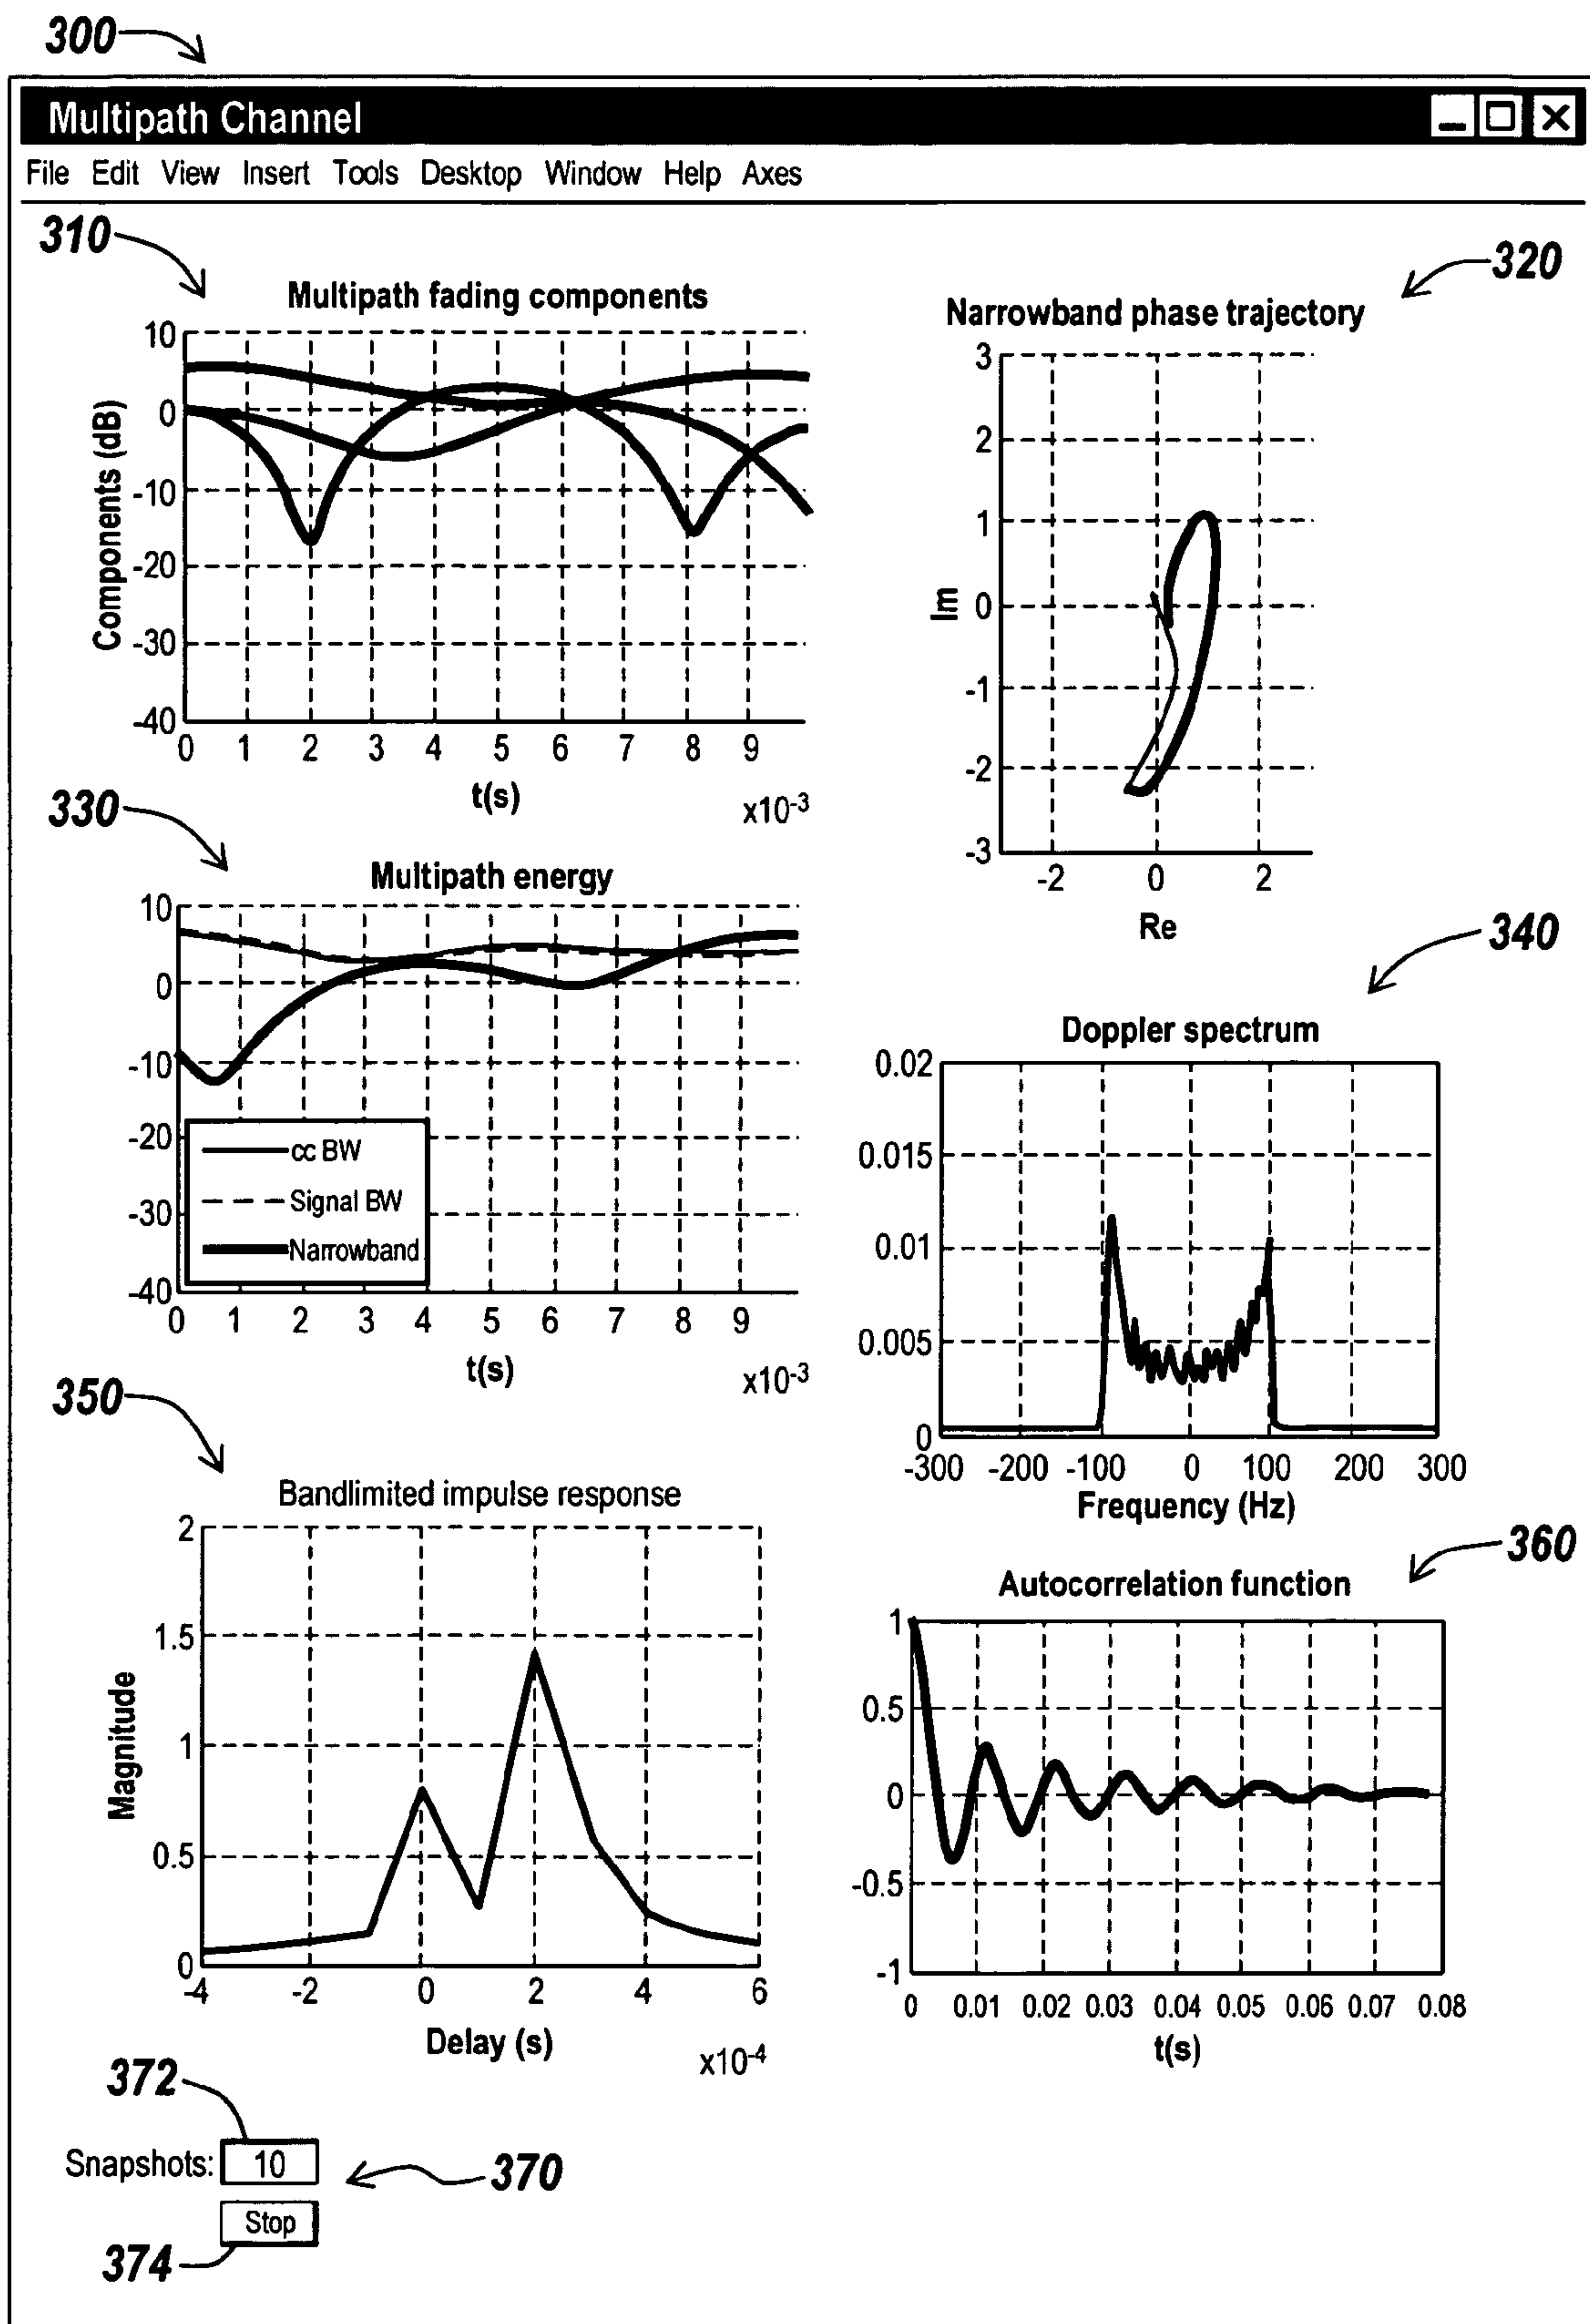 300
Multipath Channel
File Edit View Insert Tools Desktop Window Help Axes
310
Multipath fading components
Components (dB)
10
0
-10
-20
-30
-40
0 1 2 3 4 5 6 7 8 9
t(s)
x10-3
320
Narrowband phase trajectory
Im
3
2
1
0
-1
-2
-3
-2 0 2
Re
330
Multipath energy
10
0
-10
-20
-30
-40
cc BW
Signal BW
Narrowband
0 1 2 3 4 5 6 7 8 9
t(s)
x10-3
340
Doppler spectrum
0.02
0.015
0.01
0.005
0
-300 -200 -100 0 100 200 300
Frequency (Hz)
350
Bandlimited impulse response
Magnitude
2
1.5
1
0.5
0
-4 -2 0 2 4 6
Delay (s)
x10-4
360
Autocorrelation function
1
0.5
0
-0.5
-1
0 0.01 0.02 0.03 0.04 0.05 0.06 0.07 0.08
t(s)
372
Snapshots: 10
370
Stop
374